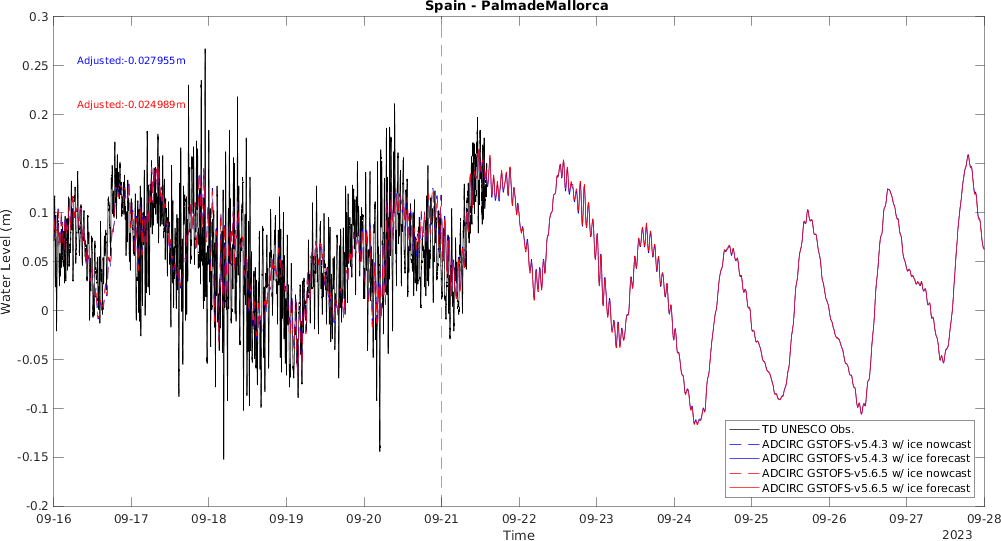 Spain - PalmadeMallorca
Adjusted:-0.027955m
Adjusted:-0.024989m
Water Level (m)
0.3
0.25
0.2
0.15
0.1
0.05
0
-0.05
-0.1
-0.15
-0.2
TD UNESCO Obs.
ADCIRC GSTOFS-v5.4.3 w/ ice nowcast
ADCIRC GSTOFS-v5.4.3 w/ ice forecast
ADCIRC GSTOFS-v5.6.5 w/ ice nowcast
ADCIRC GSTOFS-v5.6.5 w/ ice forecast
09-16 09-17 09-18 09-19 09-20 09-21 09-22 09-23 09-24 09-25 09-26 09-27 09-28
Time
2023